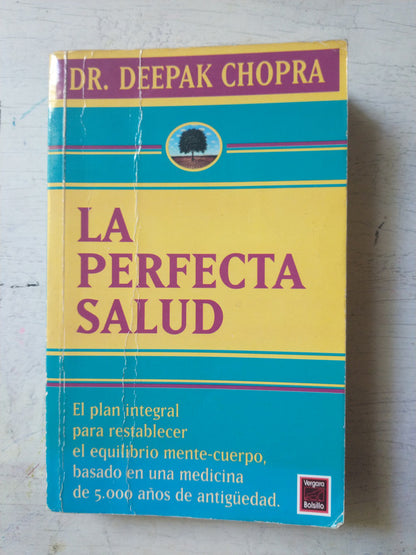 DR. DEEPAK CHOPRA
LA
PERFECTA
SALUD
El plan integral
para restablecer
el equilibrio mente-cuerpo,
basado en una medicina
de 5.000 años de antigüedad.
Vergara
Bolsillo